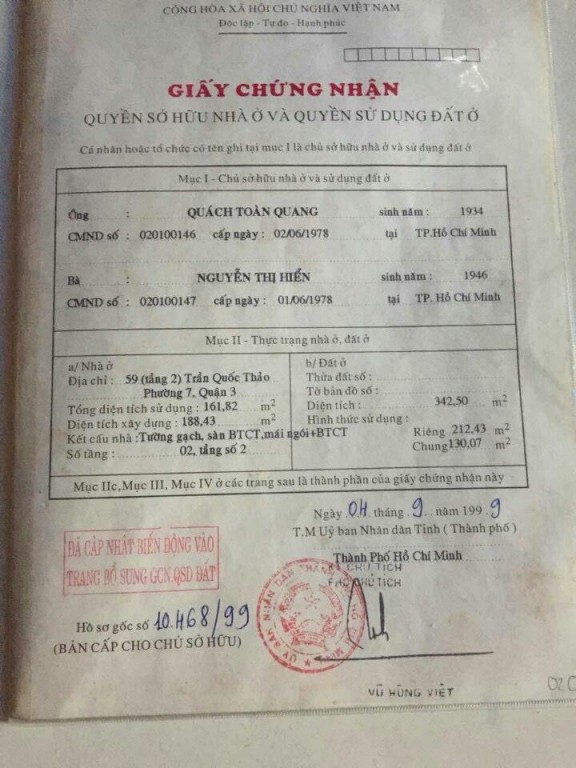 CỘNG HÒA XÃ HỘI CHỦ NGHĨA VIỆT NAM
Độc lập - Tự do - Hạnh phúc
GIẤY CHỨNG NHẬN
QUYỀN SỞ HỮU NHÀ Ở VÀ QUYỀN SỬ DỤNG ĐẤT Ở
Cá nhân hoặc tổ chức có tên ghi tại mục I là chủ sở hữu nhà ở và sử dụng đất ở
Mục I - Chủ sở hữu nhà ở và sử dụng đất ở
Ông : QUÁCH TOÀN QUANG sinh năm : 1934
CMND số : 020100146 cấp ngày : 02/06/1978 tại TP.Hồ Chí Minh
Bà : NGUYỄN THỊ HIỂN sinh năm : 1946
CMND số : 020100147 cấp ngày : 01/06/1978 tại TP. Hồ Chí Minh
Mục II - Thực trạng nhà ở, đất ở
a/ Nhà ở
Địa chỉ : 59 (tầng 2) Trần Quốc Thảo
Phường 7, Quận 3
Tổng diện tích sử dụng : 161,82 m2
Diện tích xây dựng : 188,43 m2
Kết cấu nhà : Tường gạch, sàn BTCT,mái ngói+BTCT
Số tầng : 02, tầng số 2
b/ Đất ở
Thửa đất số :
Tờ bản đồ số :
Diện tích : 342,50 m2
Hình thức sử dụng :
Riêng 212,43 m2
Chung 130,07 m2
Mục IIc, Mục III, Mục IV ở các trang sau là thành phần của giấy chứng nhận này
Ngày 04 tháng 9 năm 199 9
T.M Uỷ ban Nhân dân Tỉnh ( Thành phố )
Thành Phố Hồ Chí Minh
KT CHỦ TỊCH
PHÓ CHỦ TỊCH
ĐÃ CẬP NHẬT BIẾN ĐỘNG VÀO
TRANG BỔ SUNG GCN.QSD ĐẤT
Hồ sơ gốc số 10.468/99
(BẢN CẤP CHO CHỦ SỞ HỮU)
VŨ HÙNG VIỆT